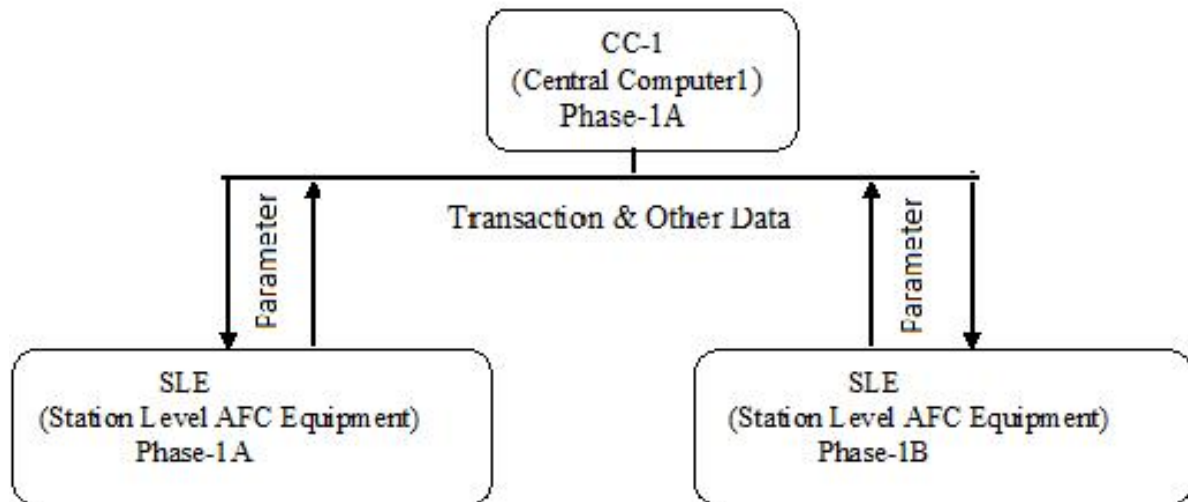 CC-1
(Central Computer1)
Phase-1A
Transaction & Other Data
Parameter
Parameter
SLE
(Station Level AFC Equipment)
Phase-1A
SLE
(Station Level AFC Equipment)
Phase-1B